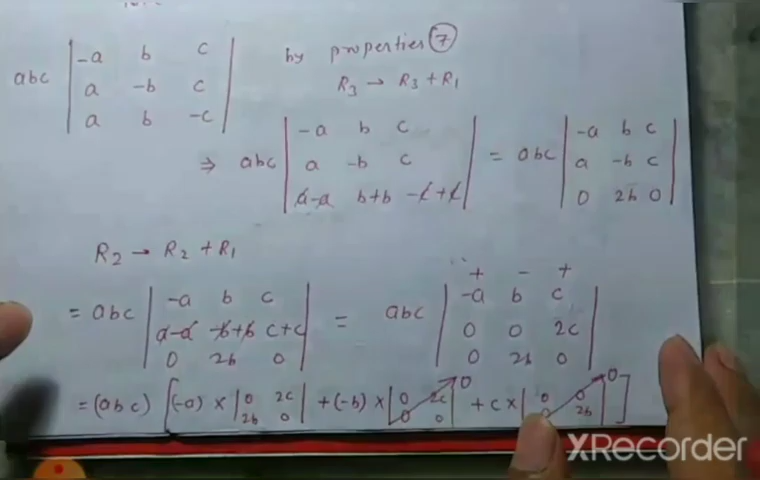 abc | -a b c | by properties ⑦
| a -b c | R₃ → R₃ + R₁
| a b -c |
⇒ abc | -a b c | = abc | -a b c |
| a -b c | | a -b c |
| a-a b+b -c+c | | 0 2b 0 |
R₂ → R₂ + R₁
+ - +
= abc | -a b c | = abc | -a b c |
| a-a -b+b c+c | | 0 0 2c |
| 0 2b 0 | | 0 2b 0 |
= (abc) [ (-a) × | 0 2c | + (-b) × | 0 2c | 0 + c × | 0 0 | 0 ]
| 2b 0 | | 0 0 | | 2b |
XRecorder